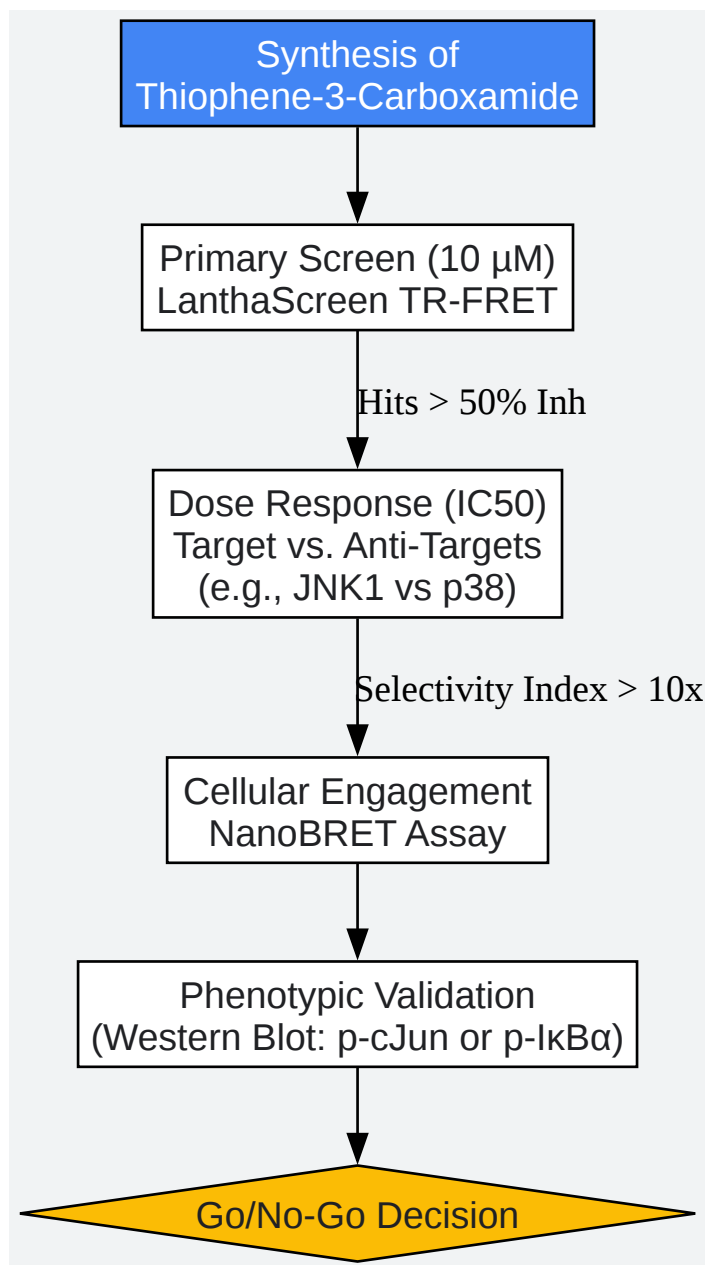 Synthesis of
Thiophene-3-Carboxamide
Primary Screen (10 µM)
LanthaScreen TR-FRET
Hits > 50% Inh
Dose Response (IC50)
Target vs. Anti-Targets
(e.g., JNK1 vs p38)
Selectivity Index > 10x
Cellular Engagement
NanoBRET Assay
Phenotypic Validation
(Western Blot: p-cJun or p-IκBα)
Go/No-Go Decision